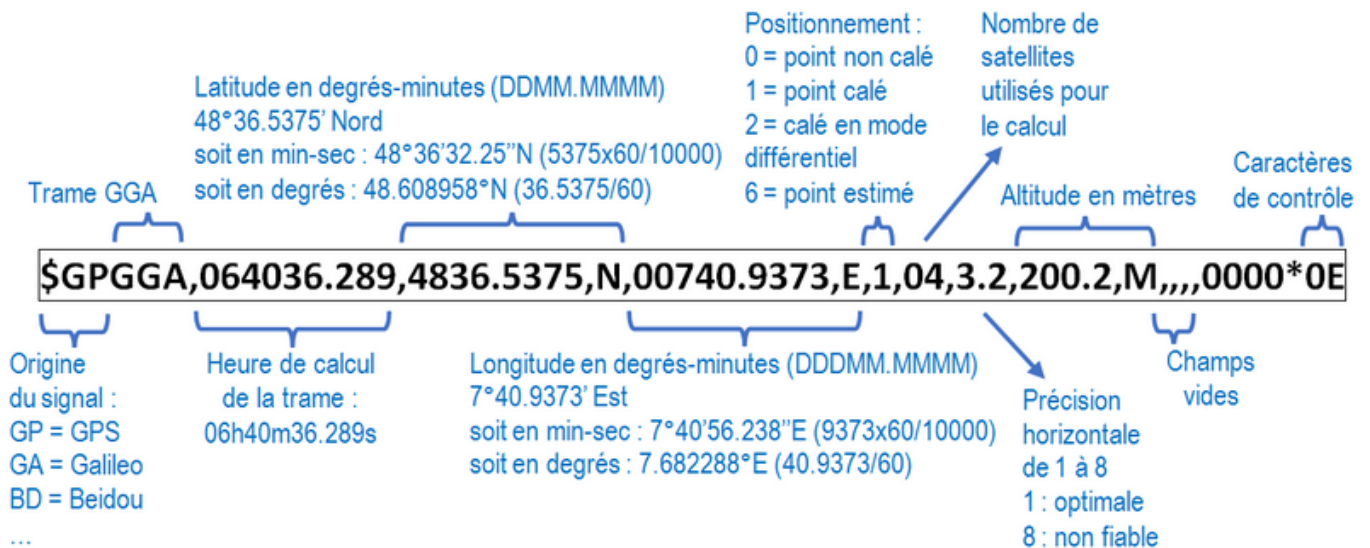 Positionnement :
0 = point non calé
1 = point calé
2 = calé en mode
différentiel
6 = point estimé
Nombre de
satellites
utilisés pour
le calcul
Latitude en degrés-minutes (DDMM.MMMM)
48°36.5375' Nord
soit en min-sec : 48°36'32.25''N (5375x60/10000)
soit en degrés : 48.608958°N (36.5375/60)
Trame GGA
Altitude en mètres
Caractères
de contrôle
$GPGGA,064036.289,4836.5375,N,00740.9373,E,1,04,3.2,200.2,M,,,,0000*0E
Origine
du signal :
GP = GPS
GA = Galileo
BD = Beidou
...
Heure de calcul
de la trame :
06h40m36.289s
Longitude en degrés-minutes (DDDMM.MMMM)
7°40.9373' Est
soit en min-sec : 7°40'56.238''E (9373x60/10000)
soit en degrés : 7.682288°E (40.9373/60)
Précision
horizontale
de 1 à 8
1 : optimale
8 : non fiable
Champs
vides